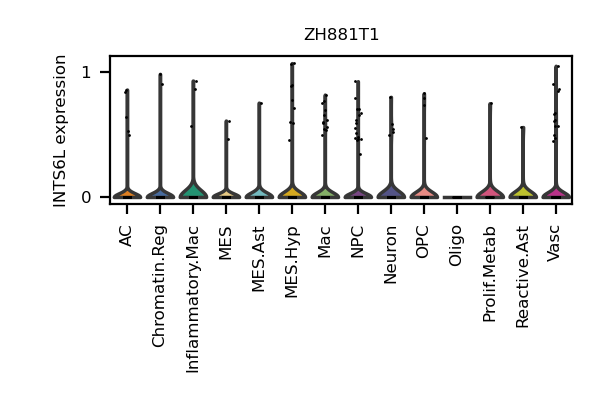 ZH881T1
INTS6L expression
1
0
AC
Chromatin.Reg
Inflammatory.Mac
MES
MES.Ast
MES.Hyp
Mac
NPC
Neuron
OPC
Oligo
Prolif.Metab
Reactive.Ast
Vasc